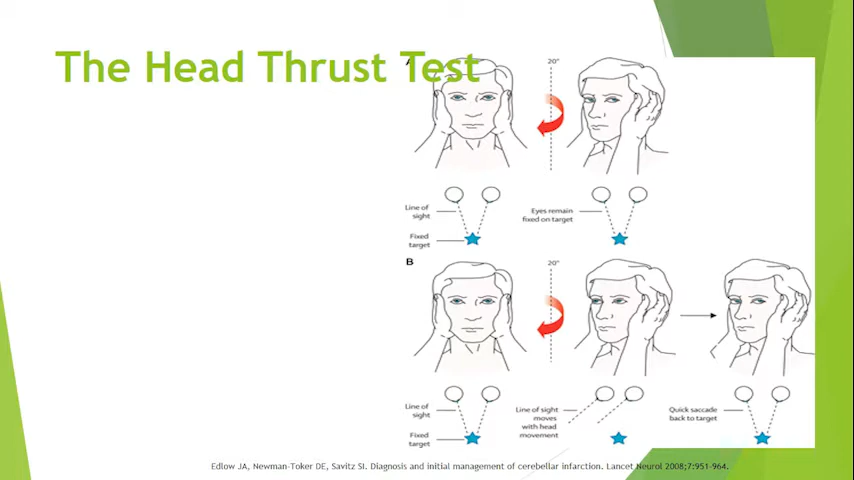 The Head Thrust Test
A
20°
Line of
sight
Eyes remain
fixed on target
Fixed
target
B
20°
Line of
sight
Line of sight
moves
with head
movement
Quick saccade
back to target
Fixed
target
Edlow JA, Newman-Toker DE, Savitz SI. Diagnosis and initial management of cerebellar infarction. Lancet Neurol 2008;7:951-964.